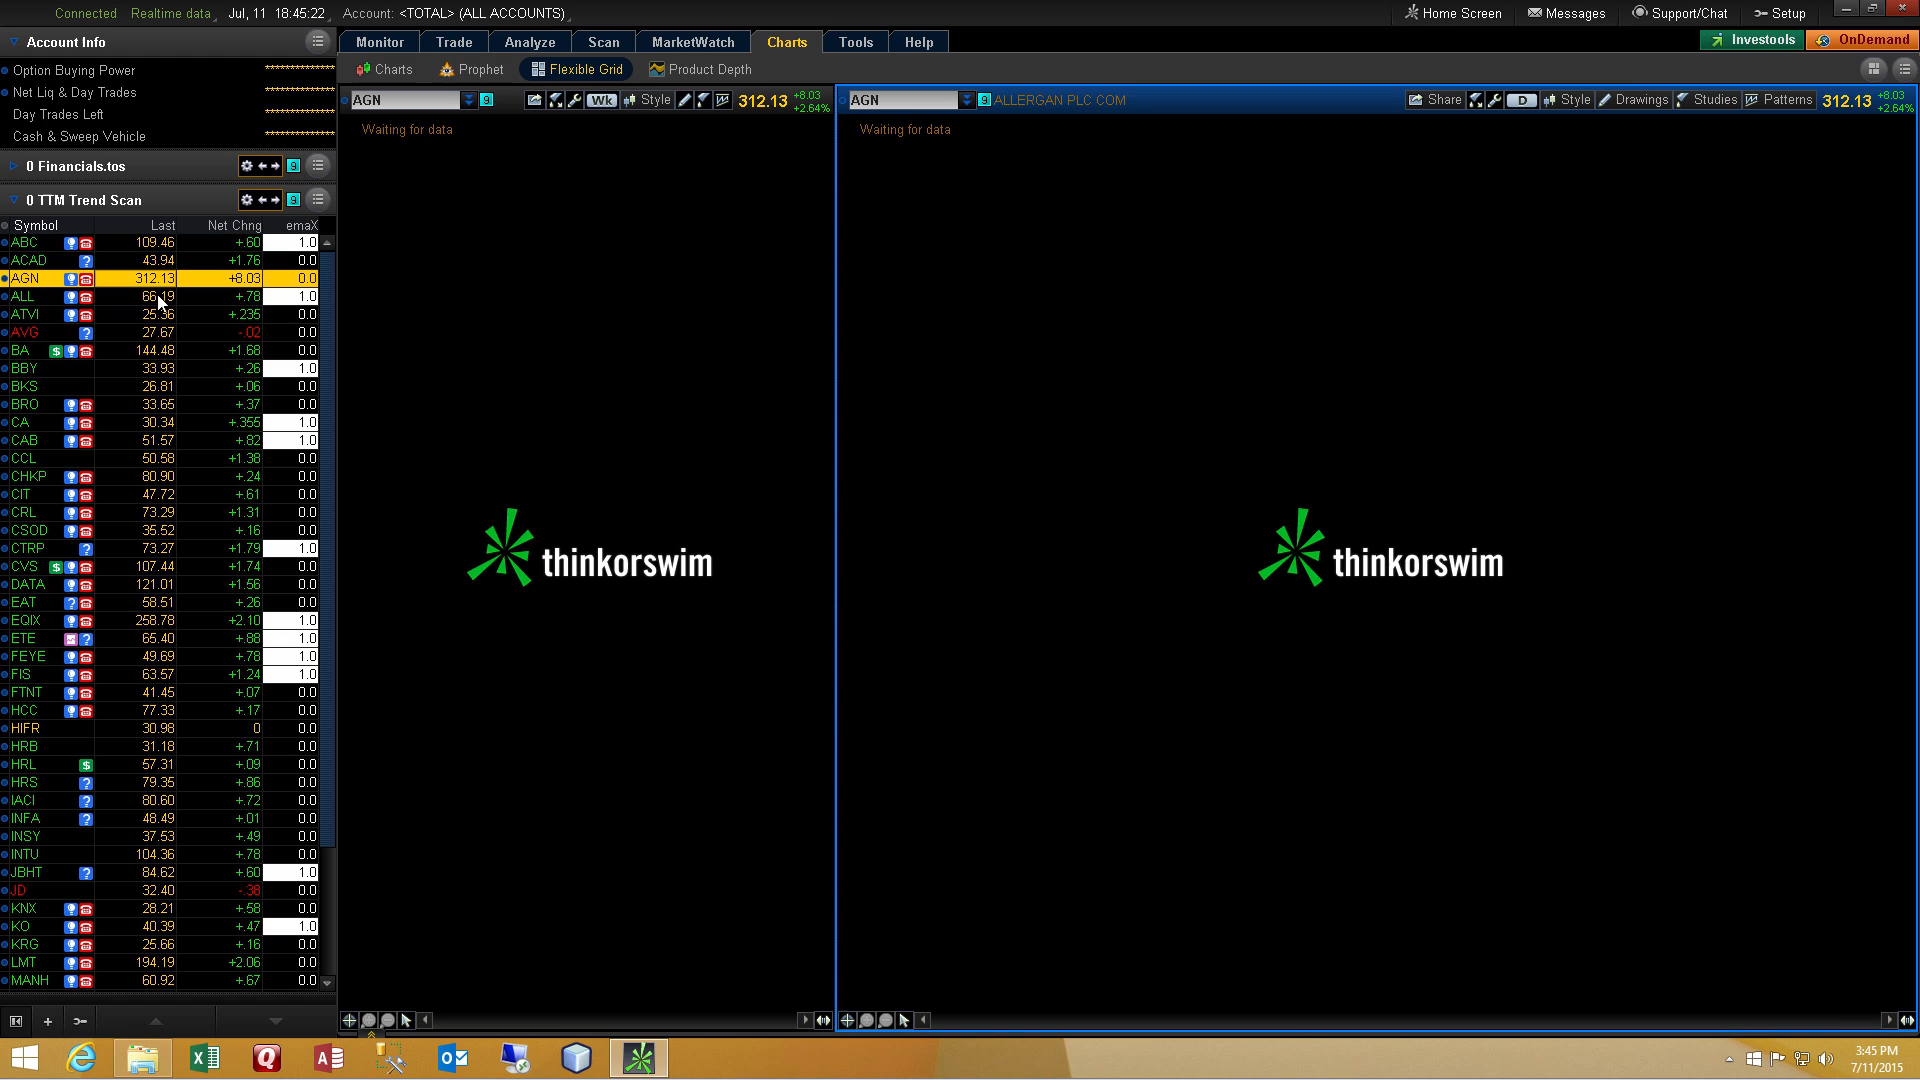 Connected Realtime data Jul, 11 18:45:22 Account: <TOTAL> (ALL ACCOUNTS) Home Screen Messages Support/Chat Setup
Account Info
Monitor Trade Analyze Scan MarketWatch Charts Tools Help Investools OnDemand
Charts Prophet Flexible Grid Product Depth
Option Buying Power **************
Net Liq & Day Trades **************
Day Trades Left **************
Cash & Sweep Vehicle **************
AGN 9 Wk Style 312.13 +8.03 +2.64%
AGN 9 ALLERGAN PLC COM Share D Style Drawings Studies Patterns 312.13 +8.03 +2.64%
Waiting for data
Waiting for data
0 Financials.tos 9
0 TTM Trend Scan 9
Symbol Last Net Chng emaX
ABC 109.46 +.60 1.0
ACAD ? 43.94 +1.76 0.0
AGN 312.13 +8.03 0.0
ALL 66.19 +.78 1.0
ATVI 25.36 +.235 0.0
AVG ? 27.67 -.02 0.0
BA $ 144.48 +1.68 0.0
BBY 33.93 +.26 1.0
BKS 26.81 +.06 0.0
BRO 33.65 +.37 0.0
CA 30.34 +.355 1.0
CAB 51.57 +.82 1.0
CCL 50.58 +1.38 0.0
CHKP 80.90 +.24 0.0
CIT 47.72 +.61 0.0
CRL 73.29 +1.31 0.0
CSOD 35.52 +.16 0.0
CTRP ? 73.27 +1.79 1.0
CVS $ 107.44 +1.74 0.0
DATA 121.01 +1.56 0.0
EAT ? 58.51 +.26 0.0
EQIX 258.78 +2.10 1.0
ETE ? 65.40 +.88 1.0
FEYE 49.69 +.78 1.0
FIS 63.57 +1.24 1.0
FTNT 41.45 +.07 0.0
HCC 77.33 +.17 0.0
HIFR 30.98 0 0.0
HRB 31.18 +.71 0.0
HRL $ 57.31 +.09 0.0
HRS ? 79.35 +.86 0.0
IACI ? 80.60 +.72 0.0
INFA ? 48.49 +.01 0.0
INSY 37.53 +.49 0.0
INTU 104.36 +.78 0.0
JBHT ? 84.62 +.60 1.0
JD 32.40 -.38 0.0
KNX 28.21 +.58 0.0
KO 40.39 +.47 1.0
KRG 25.66 +.16 0.0
LMT 194.19 +2.06 0.0
MANH 60.92 +.67 0.0
thinkorswim
thinkorswim
3:45 PM
7/11/2015